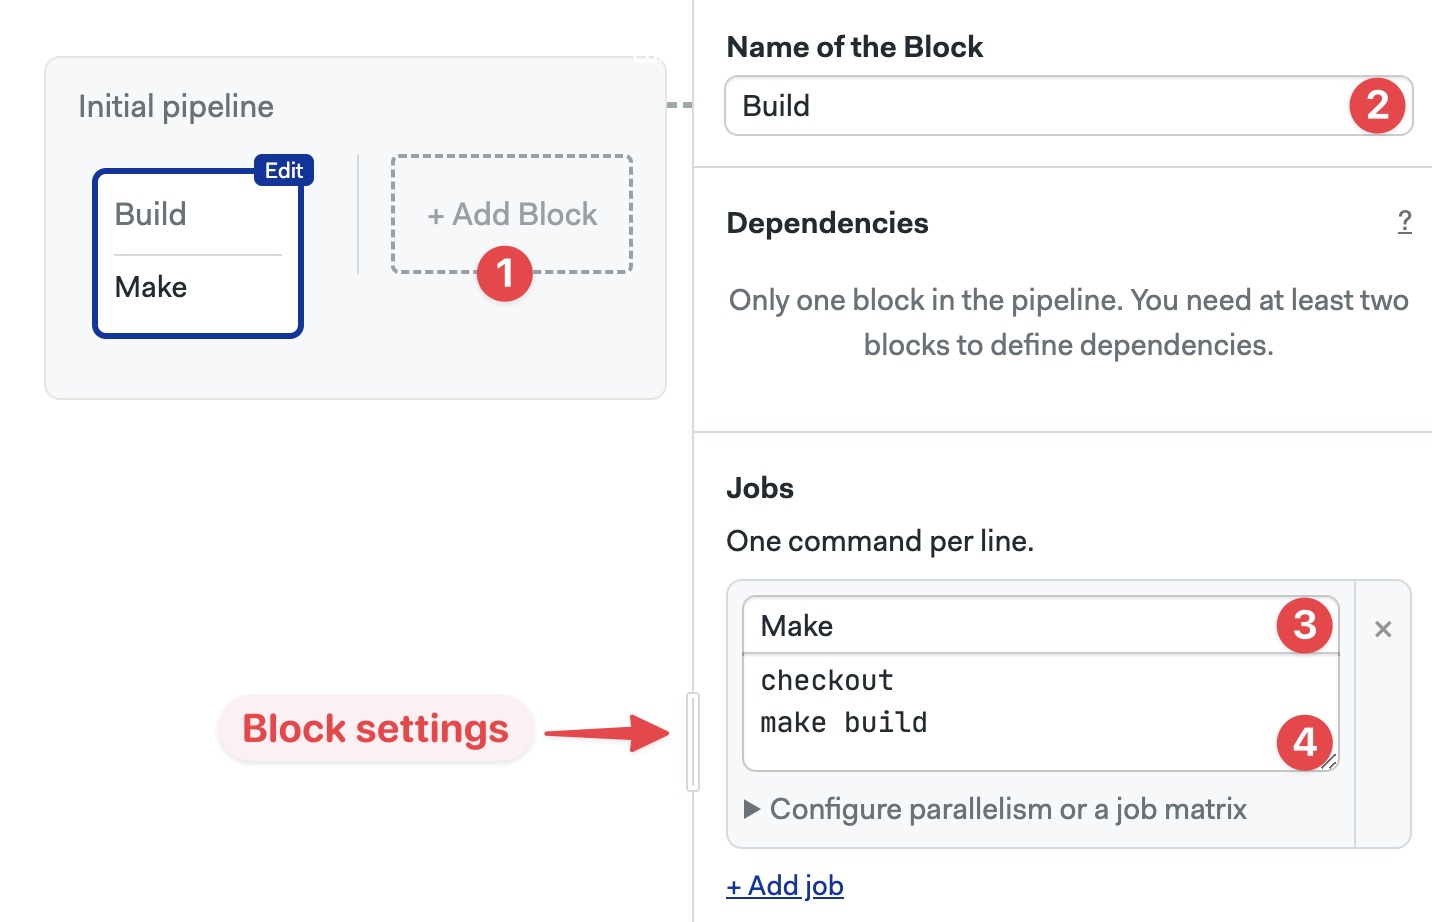 Initial pipeline
Edit
Build
Make
+ Add Block
1
Block settings
Name of the Block
Build
2
Dependencies
?
Only one block in the pipeline. You need at least two
blocks to define dependencies.
Jobs
One command per line.
Make
3
×
checkout
make build
4
▶ Configure parallelism or a job matrix
+ Add job